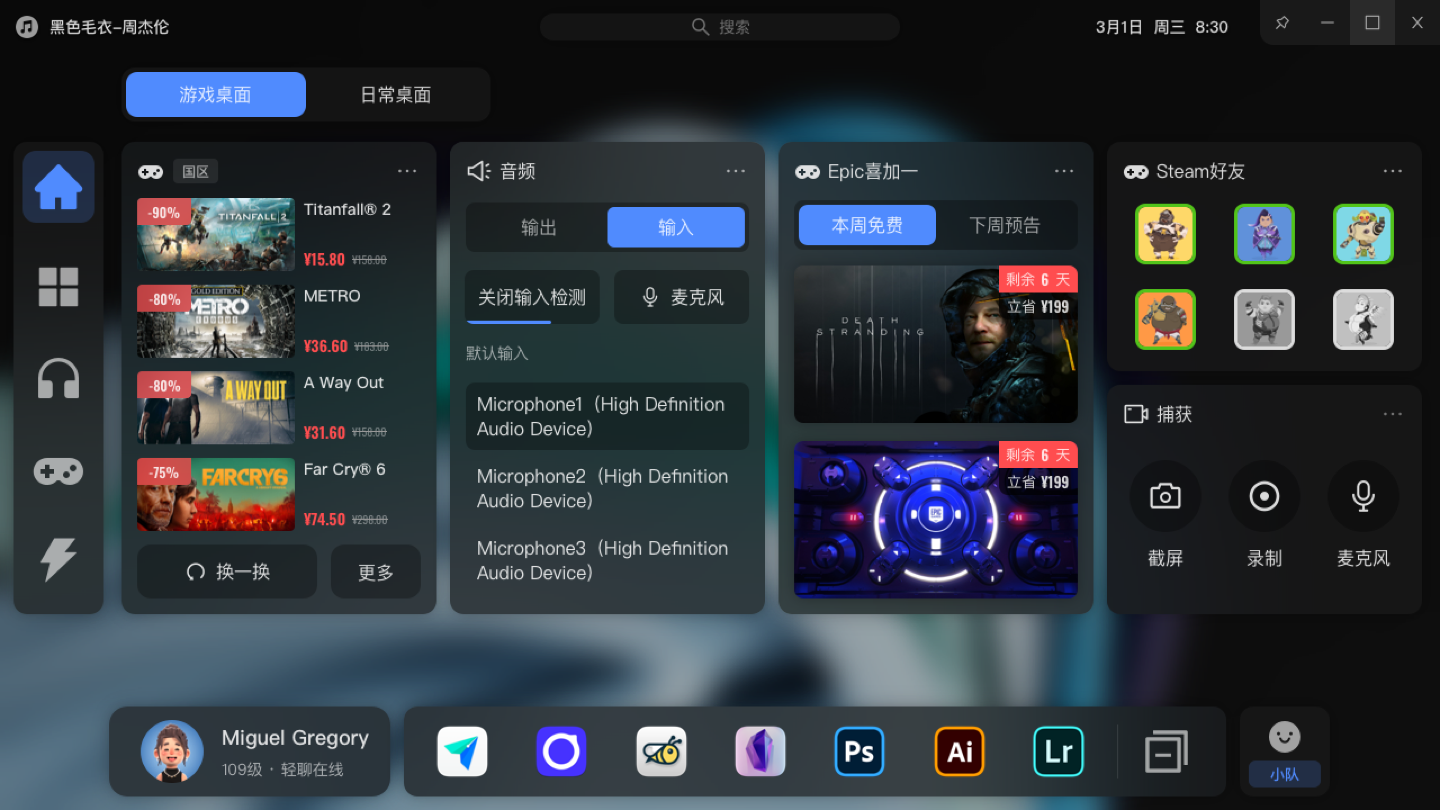 黑色毛衣-周杰伦
搜索
3月1日 周三 8:30
游戏桌面
日常桌面
国区
-90%
TITANFALL 2
Titanfall® 2
¥15.80 ¥158.00
-80%
GOLD EDITION
METRO
EXODUS
METRO
¥36.60 ¥183.00
-80%
A WAY OUT
A Way Out
¥31.60 ¥158.00
-75%
FARCRY6
Far Cry® 6
¥74.50 ¥298.00
换一换
更多
音频
输出
输入
关闭输入检测
麦克风
默认输入
Microphone1（High Definition
Audio Device）
Microphone2（High Definition
Audio Device）
Microphone3（High Definition
Audio Device）
Epic喜加一
本周免费
下周预告
剩余 6 天
立省 ¥199
DEATH
STRANDING
剩余 6 天
立省 ¥199
EPIC
Steam好友
捕获
截屏
录制
麦克风
Miguel Gregory
109级 · 轻聊在线
Ps
Ai
Lr
小队